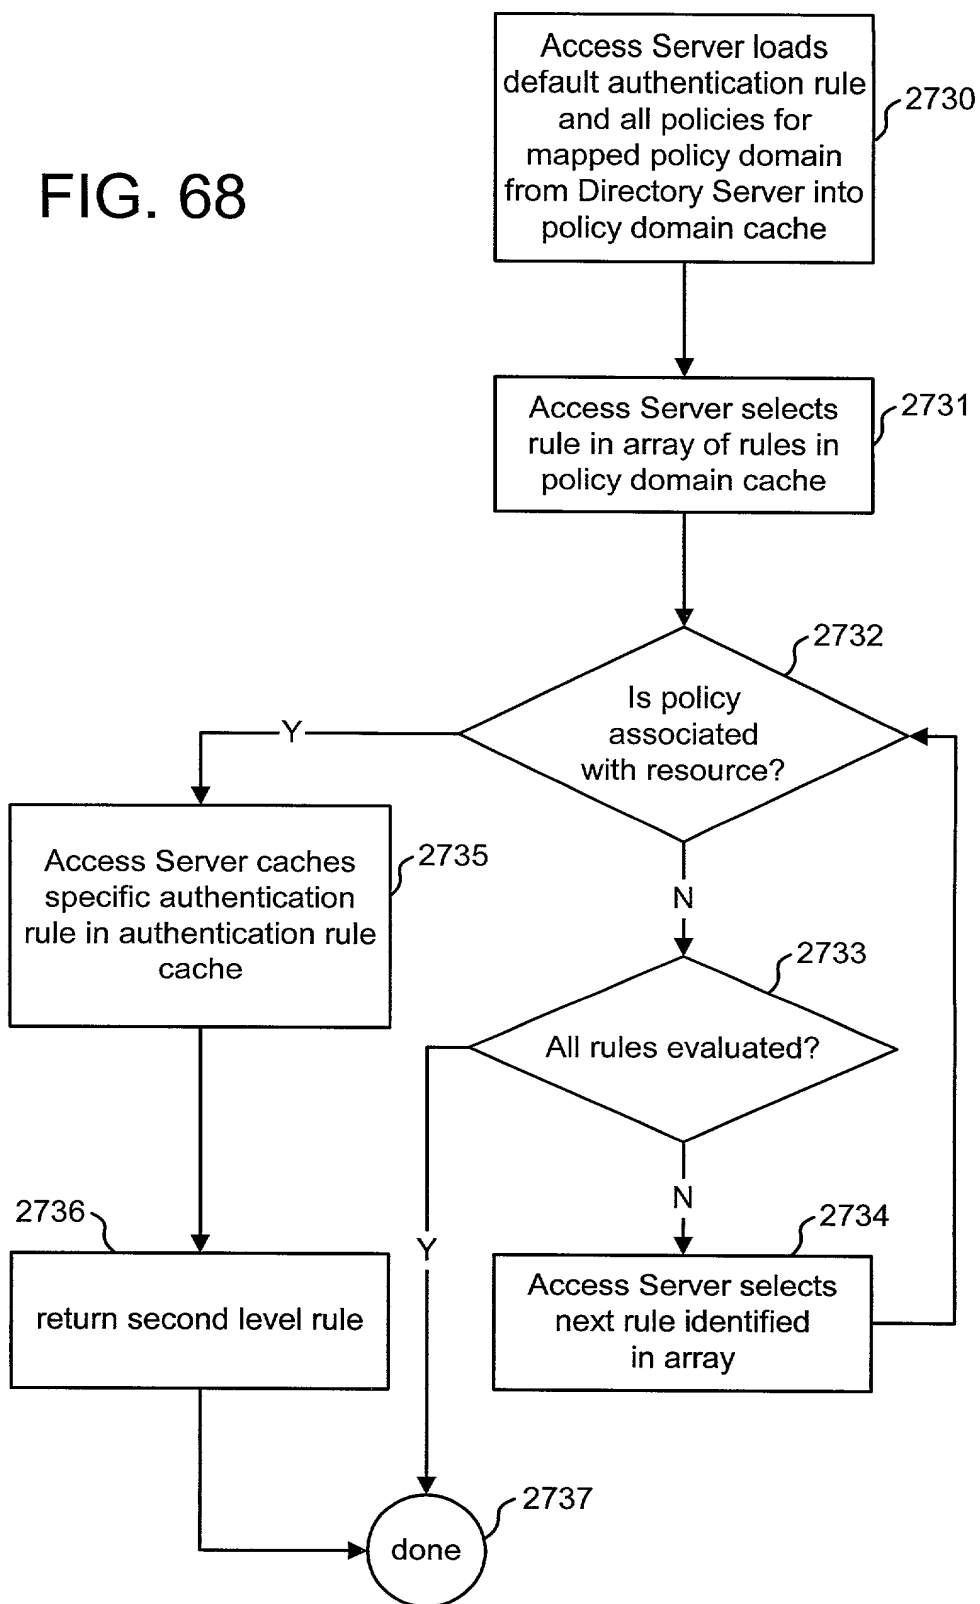 FIG. 68
Access Server loads
default authentication rule
and all policies for
mapped policy domain
from Directory Server into
policy domain cache
2730
Access Server selects
rule in array of rules in
policy domain cache
2731
2732
Is policy
associated
with resource?
Y
N
Access Server caches
specific authentication
rule in authentication rule
cache
2735
2733
All rules evaluated?
Y
N
2736
return second level rule
2734
Access Server selects
next rule identified
in array
2737
done